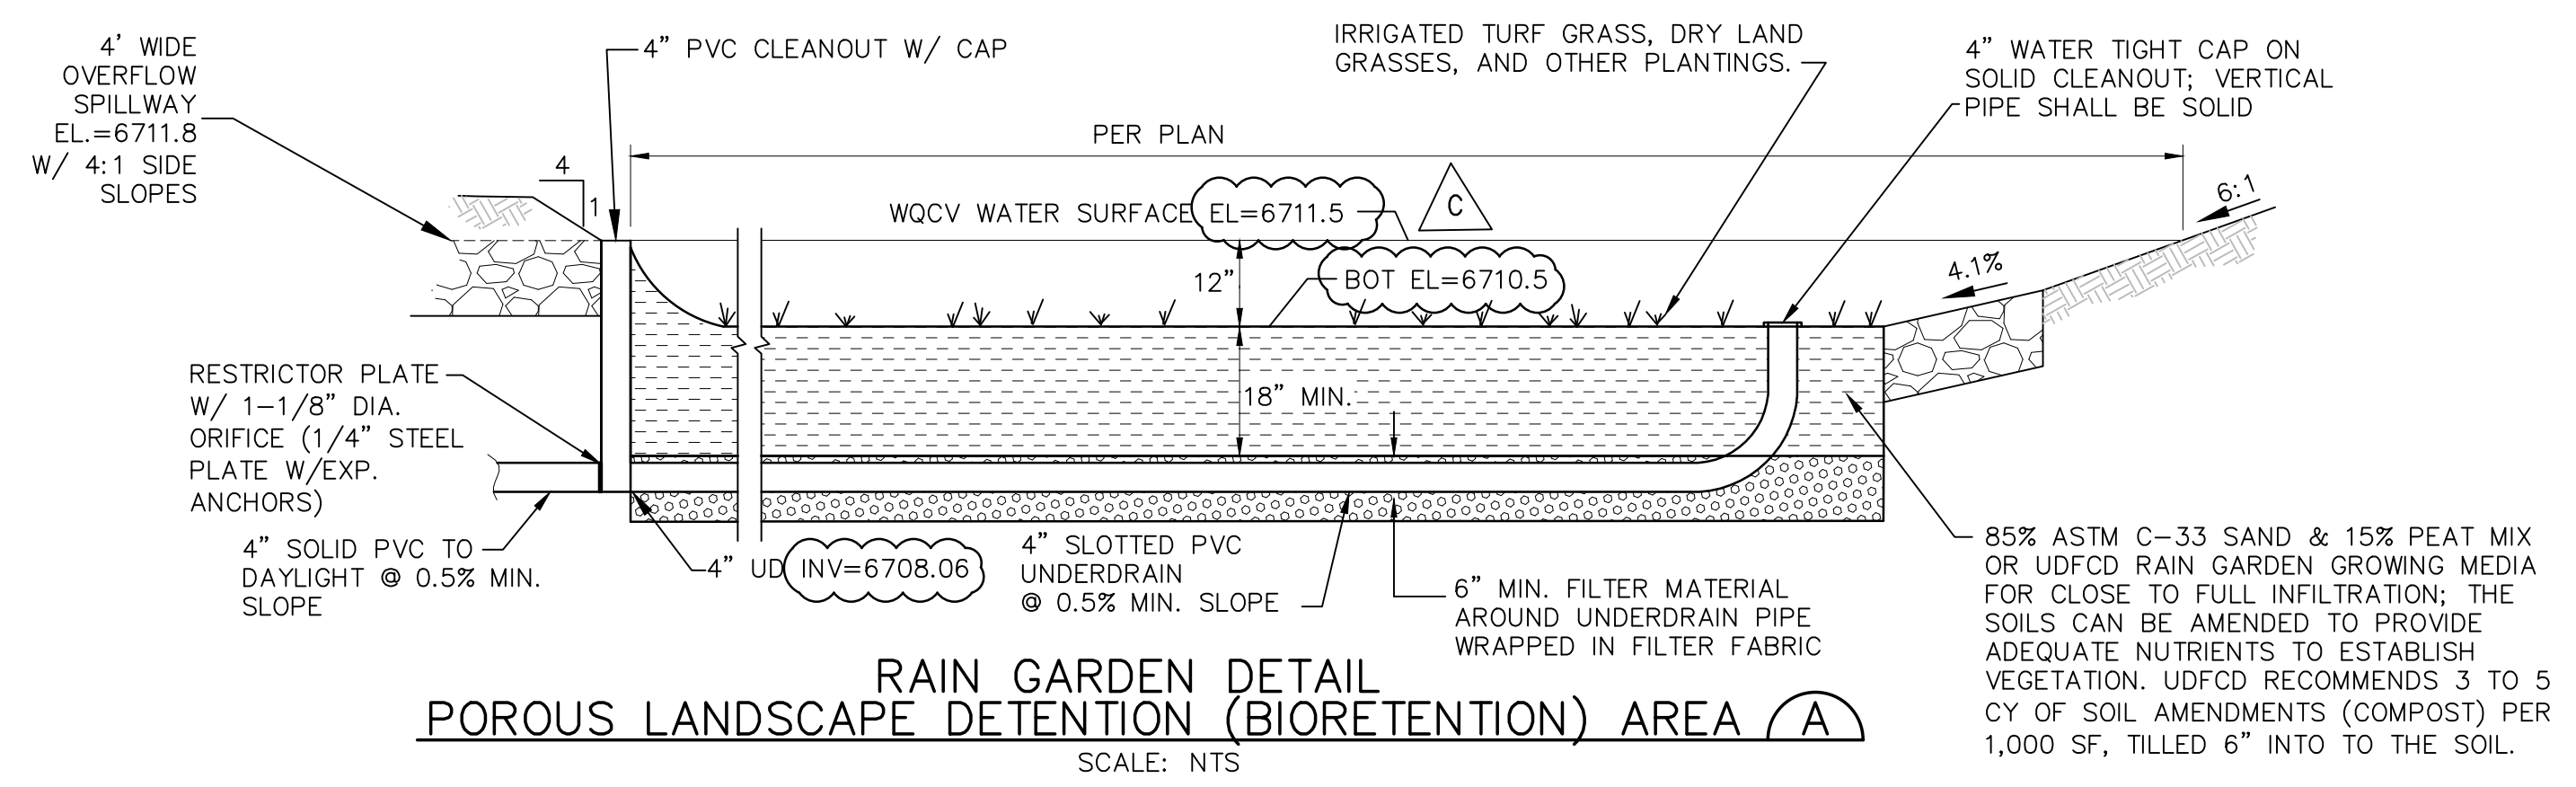 4' WIDE
OVERFLOW
SPILLWAY
EL.=6711.8
W/ 4:1 SIDE
SLOPES
4" PVC CLEANOUT W/ CAP
IRRIGATED TURF GRASS, DRY LAND
GRASSES, AND OTHER PLANTINGS.
4" WATER TIGHT CAP ON
SOLID CLEANOUT; VERTICAL
PIPE SHALL BE SOLID
PER PLAN
4
1
WQCV WATER SURFACE EL=6711.5
C
6:1
12"
BOT EL=6710.5
4.1%
RESTRICTOR PLATE
W/ 1-1/8" DIA.
ORIFICE (1/4" STEEL
PLATE W/EXP.
ANCHORS)
18" MIN.
4" SOLID PVC TO
DAYLIGHT @ 0.5% MIN.
SLOPE
4" UD INV=6708.06
4" SLOTTED PVC
UNDERDRAIN
@ 0.5% MIN. SLOPE
6" MIN. FILTER MATERIAL
AROUND UNDERDRAIN PIPE
WRAPPED IN FILTER FABRIC
85% ASTM C-33 SAND & 15% PEAT MIX
OR UDFCD RAIN GARDEN GROWING MEDIA
FOR CLOSE TO FULL INFILTRATION; THE
SOILS CAN BE AMENDED TO PROVIDE
ADEQUATE NUTRIENTS TO ESTABLISH
VEGETATION. UDFCD RECOMMENDS 3 TO 5
CY OF SOIL AMENDMENTS (COMPOST) PER
1,000 SF, TILLED 6" INTO TO THE SOIL.
RAIN GARDEN DETAIL
POROUS LANDSCAPE DETENTION (BIORETENTION) AREA A
SCALE: NTS